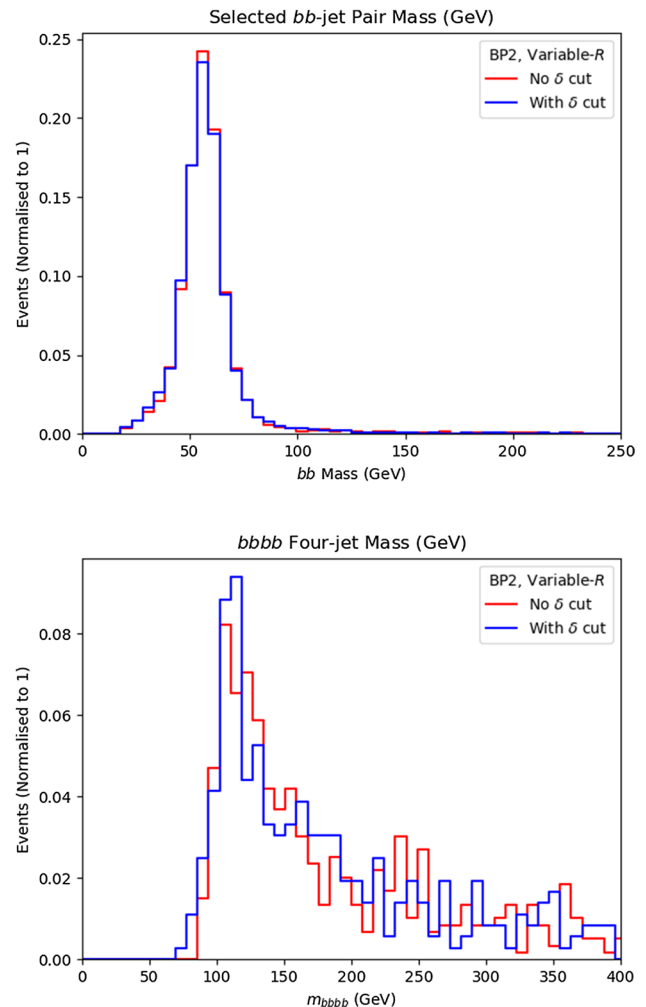 Selected bb-jet Pair Mass (GeV)
Events (Normalised to 1)
0.25
0.20
0.15
0.10
0.05
0.00
BP2, Variable-R
No δ cut
With δ cut
0 50 100 150 200 250
bb Mass (GeV)
bbbb Four-jet Mass (GeV)
Events (Normalised to 1)
0.08
0.06
0.04
0.02
0.00
BP2, Variable-R
No δ cut
With δ cut
0 50 100 150 200 250 300 350 400
m_bbbb (GeV)